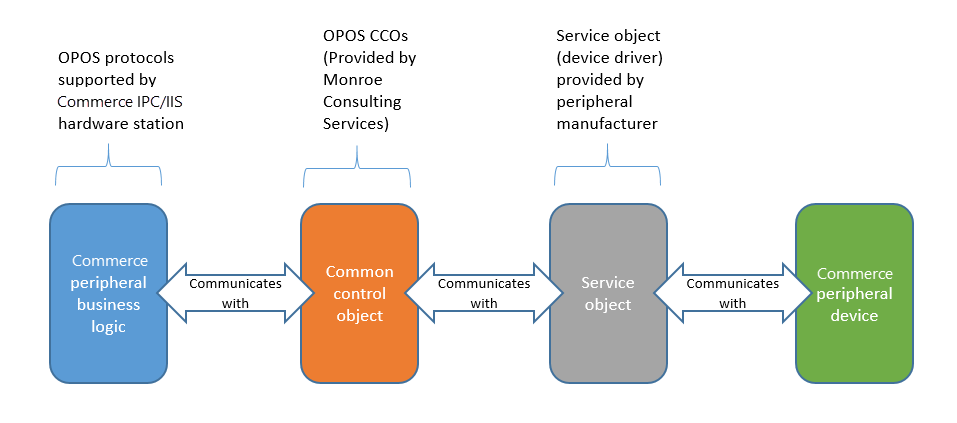 OPOS protocols
supported by
Commerce IPC/IIS
hardware station
OPOS CCOs
(Provided by
Monroe
Consulting
Services)
Service object
(device driver)
provided by
peripheral
manufacturer
Commerce
peripheral
business
logic
Communicates
with
Common
control
object
Communicates
with
Service
object
Communicates
with
Commerce
peripheral
device